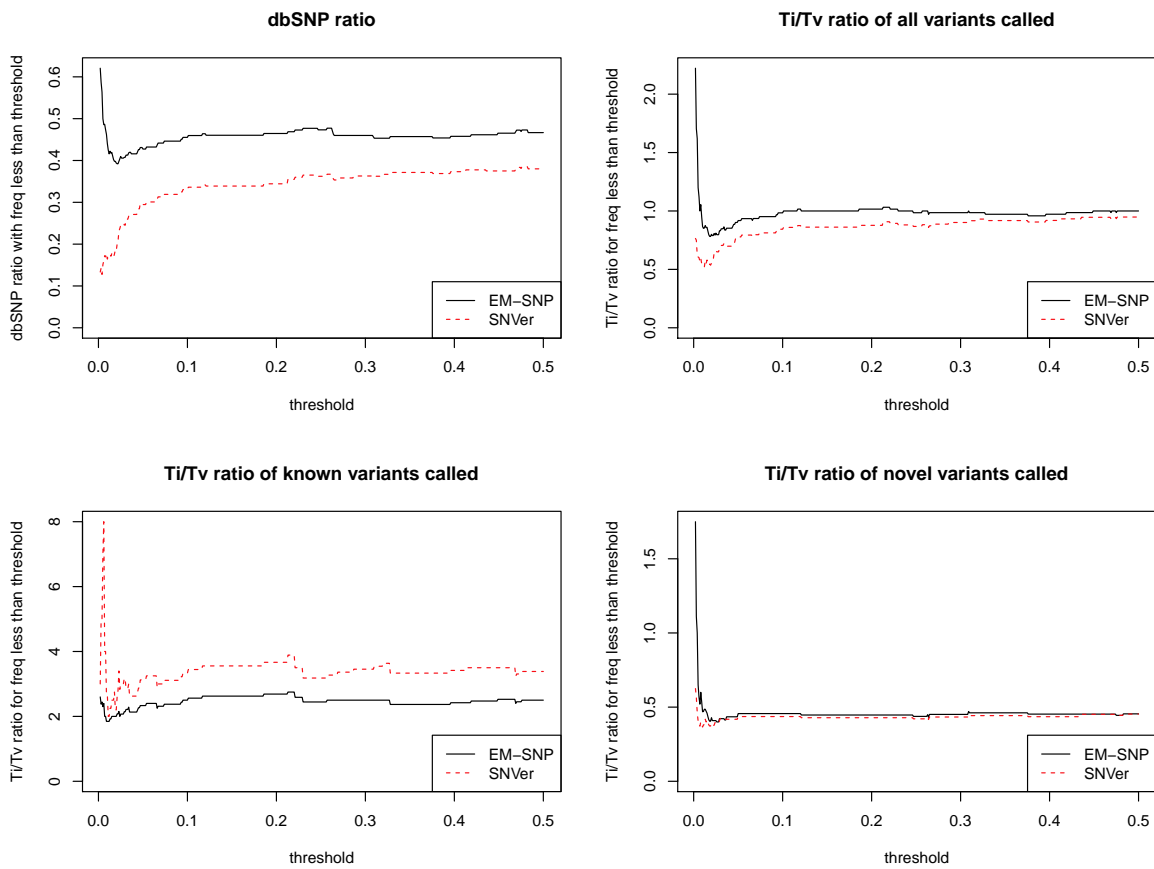 dbSNP ratio
dbSNP ratio with freq less than threshold
0.6
0.5
0.4
0.3
0.2
0.1
0.0
EM−SNP
SNVer
0.0 0.1 0.2 0.3 0.4 0.5
threshold
Ti/Tv ratio of all variants called
Ti/Tv ratio for freq less than threshold
2.0
1.5
1.0
0.5
0.0
EM−SNP
SNVer
0.0 0.1 0.2 0.3 0.4 0.5
threshold
Ti/Tv ratio of known variants called
Ti/Tv ratio for freq less than threshold
8
6
4
2
0
EM−SNP
SNVer
0.0 0.1 0.2 0.3 0.4 0.5
threshold
Ti/Tv ratio of novel variants called
Ti/Tv ratio for freq less than threshold
1.5
1.0
0.5
0.0
EM−SNP
SNVer
0.0 0.1 0.2 0.3 0.4 0.5
threshold